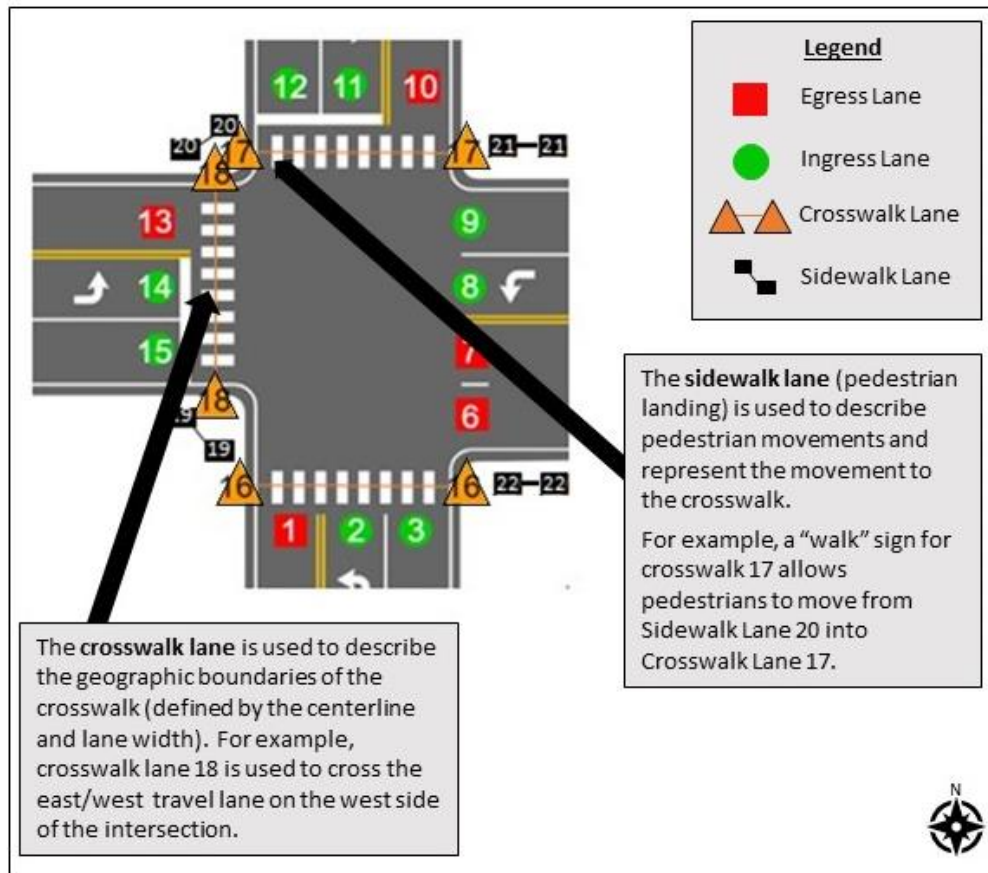 12 11 10
Legend
Egress Lane
Ingress Lane
Crosswalk Lane
Sidewalk Lane
20
20
17 17 21 21
18
13 9
14 8
15 7
6
18
19
19
16 16 22 22
1 2 3
The sidewalk lane (pedestrian
landing) is used to describe
pedestrian movements and
represent the movement to
the crosswalk.
For example, a “walk” sign for
crosswalk 17 allows
pedestrians to move from
Sidewalk Lane 20 into
Crosswalk Lane 17.
The crosswalk lane is used to describe
the geographic boundaries of the
crosswalk (defined by the centerline
and lane width). For example,
crosswalk lane 18 is used to cross the
east/west travel lane on the west side
of the intersection.
N